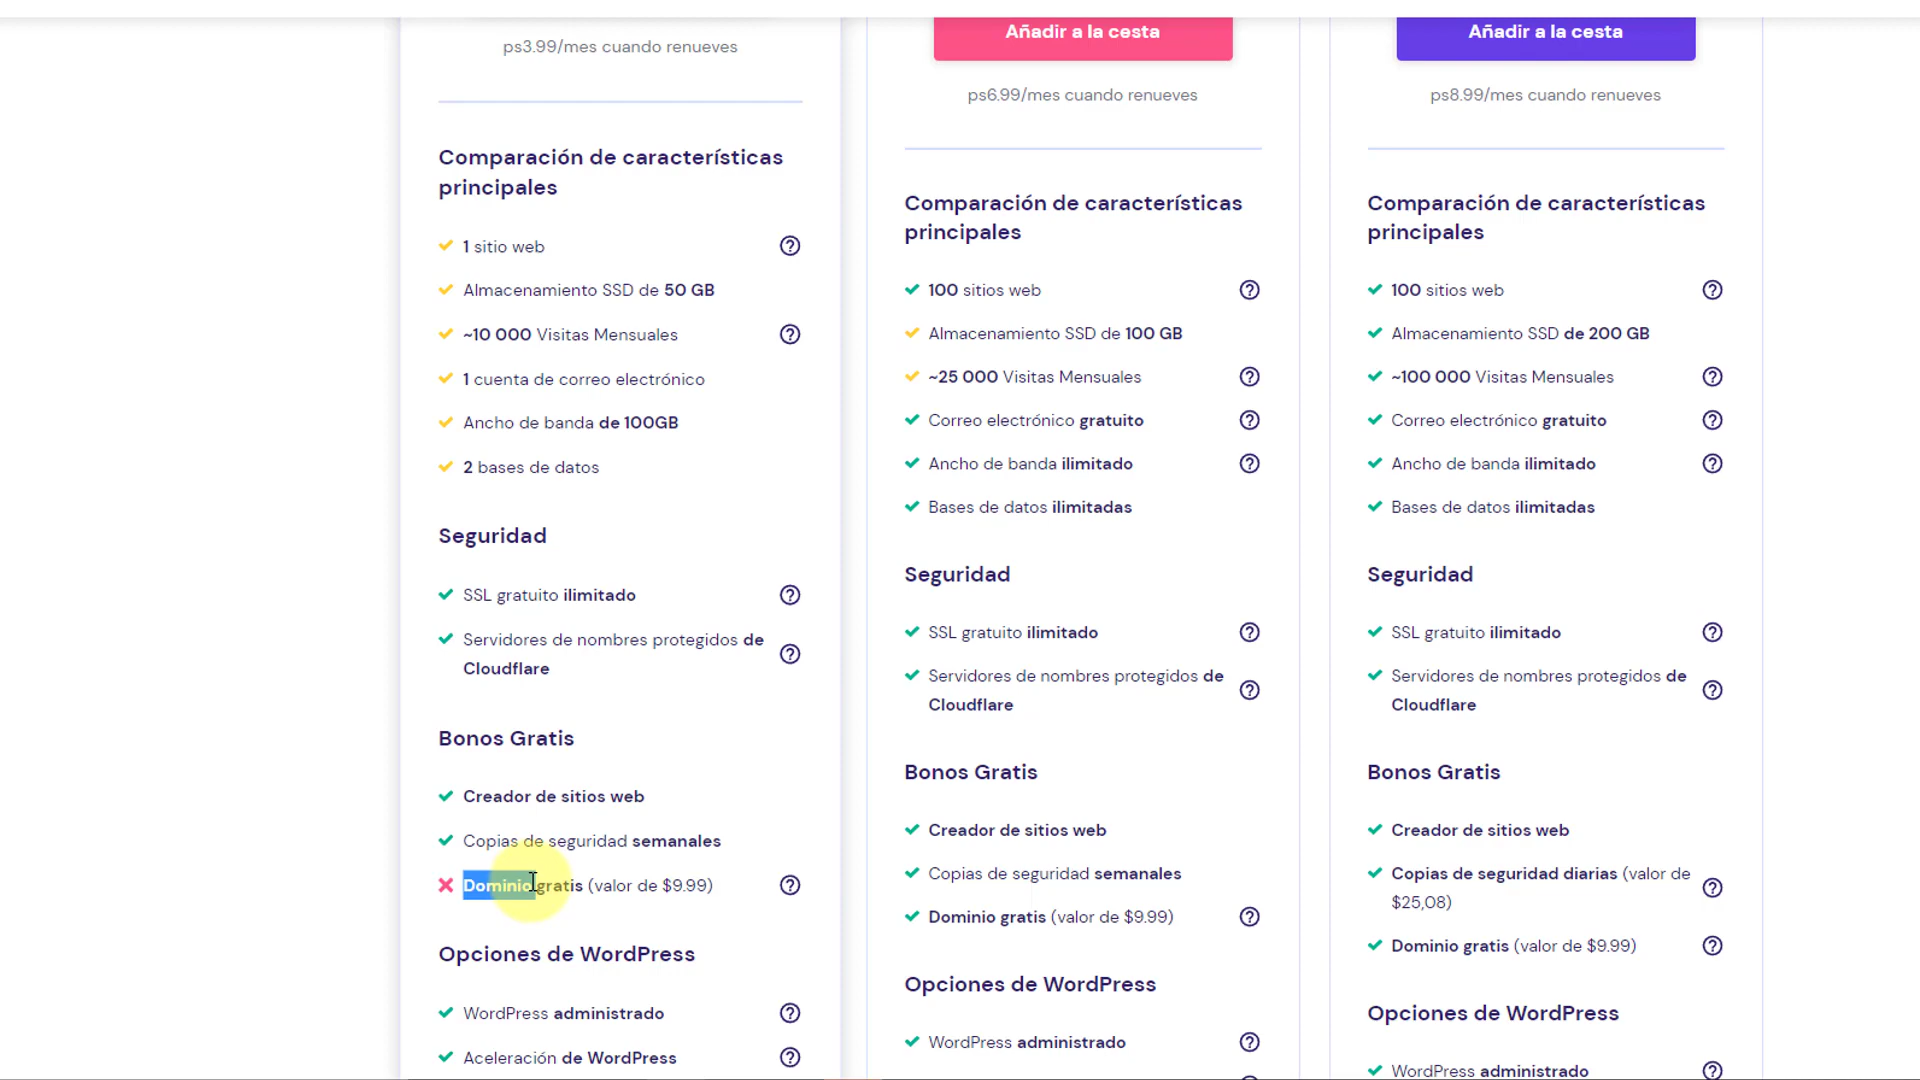 ps3.99/mes cuando renueves
Comparación de características
principales
1 sitio web
Almacenamiento SSD de 50 GB
~10 000 Visitas Mensuales
1 cuenta de correo electrónico
Ancho de banda de 100GB
2 bases de datos
Seguridad
SSL gratuito ilimitado
Servidores de nombres protegidos de
Cloudflare
Bonos Gratis
Creador de sitios web
Copias de seguridad semanales
Dominio gratis (valor de $9.99)
Opciones de WordPress
WordPress administrado
Aceleración de WordPress
Añadir a la cesta
ps6.99/mes cuando renueves
Comparación de características
principales
100 sitios web
Almacenamiento SSD de 100 GB
~25 000 Visitas Mensuales
Correo electrónico gratuito
Ancho de banda ilimitado
Bases de datos ilimitadas
Seguridad
SSL gratuito ilimitado
Servidores de nombres protegidos de
Cloudflare
Bonos Gratis
Creador de sitios web
Copias de seguridad semanales
Dominio gratis (valor de $9.99)
Opciones de WordPress
WordPress administrado
Añadir a la cesta
ps8.99/mes cuando renueves
Comparación de características
principales
100 sitios web
Almacenamiento SSD de 200 GB
~100 000 Visitas Mensuales
Correo electrónico gratuito
Ancho de banda ilimitado
Bases de datos ilimitadas
Seguridad
SSL gratuito ilimitado
Servidores de nombres protegidos de
Cloudflare
Bonos Gratis
Creador de sitios web
Copias de seguridad diarias (valor de
$25,08)
Dominio gratis (valor de $9.99)
Opciones de WordPress
WordPress administrado